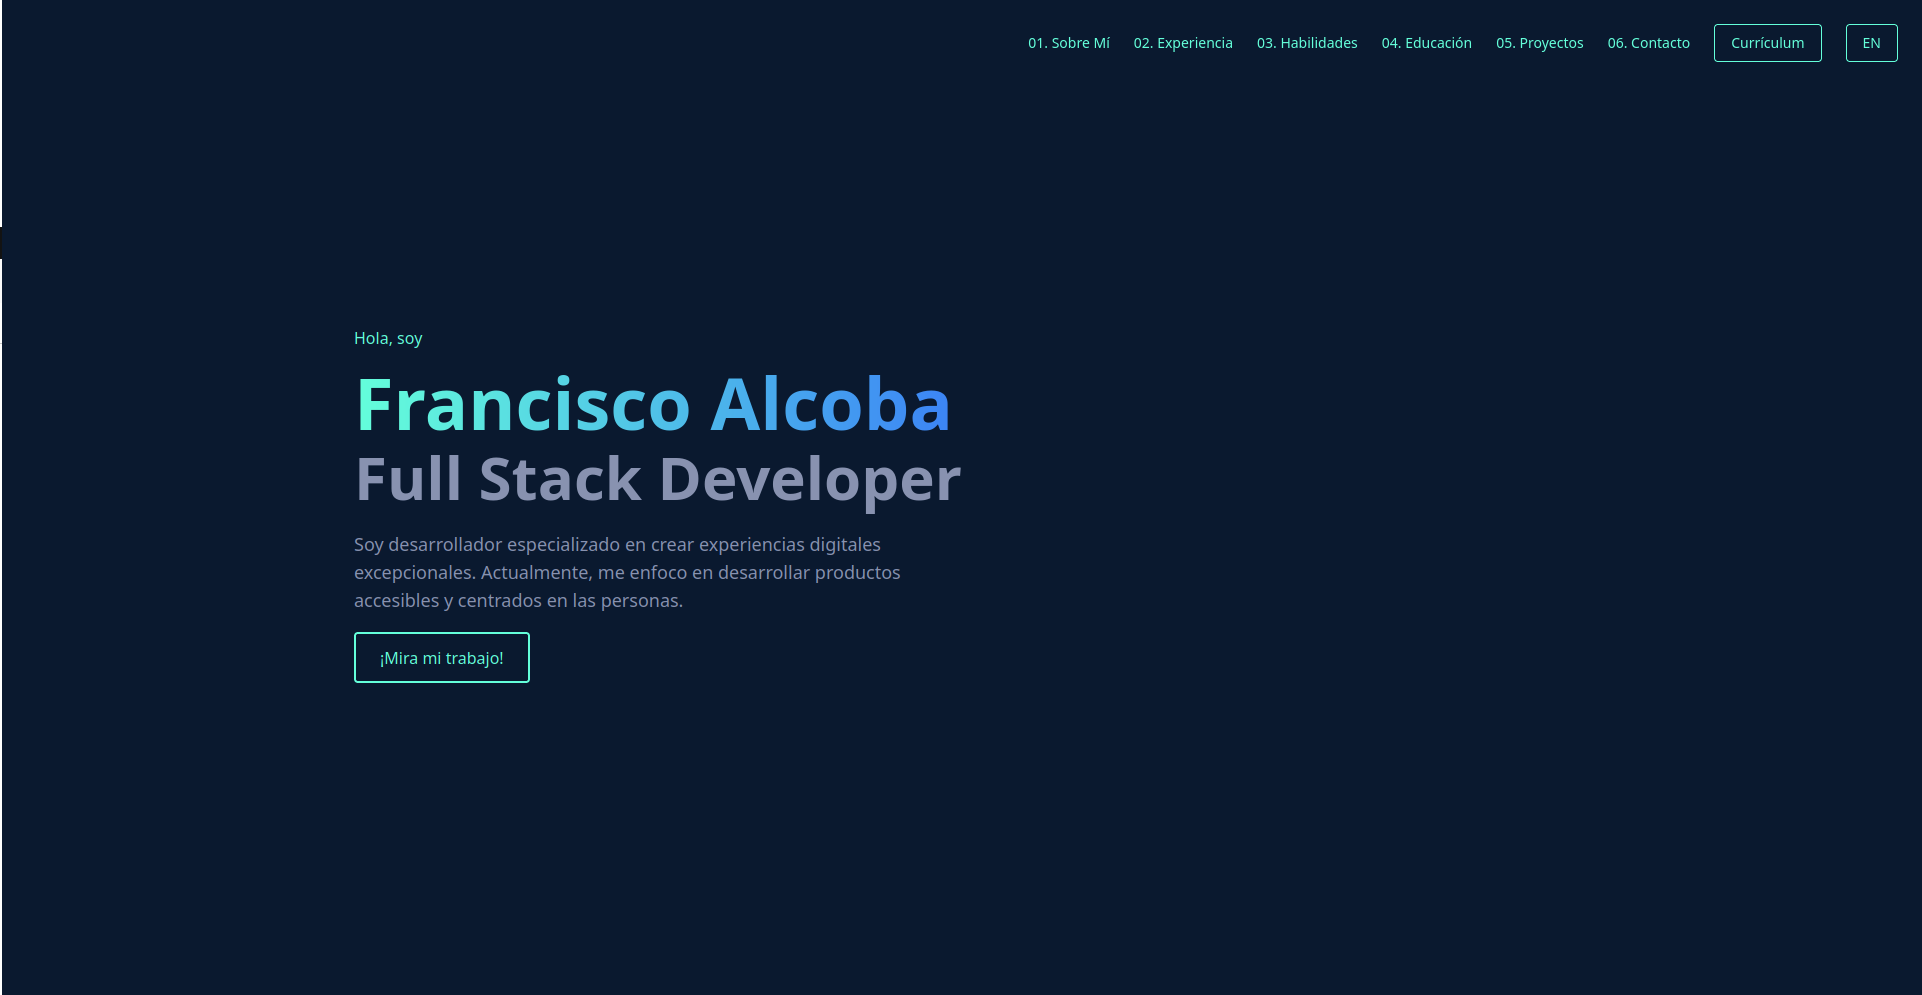 01. Sobre Mí 02. Experiencia 03. Habilidades 04. Educación 05. Proyectos 06. Contacto Currículum EN
Hola, soy
Francisco Alcoba
Full Stack Developer
Soy desarrollador especializado en crear experiencias digitales
excepcionales. Actualmente, me enfoco en desarrollar productos
accesibles y centrados en las personas.
¡Mira mi trabajo!